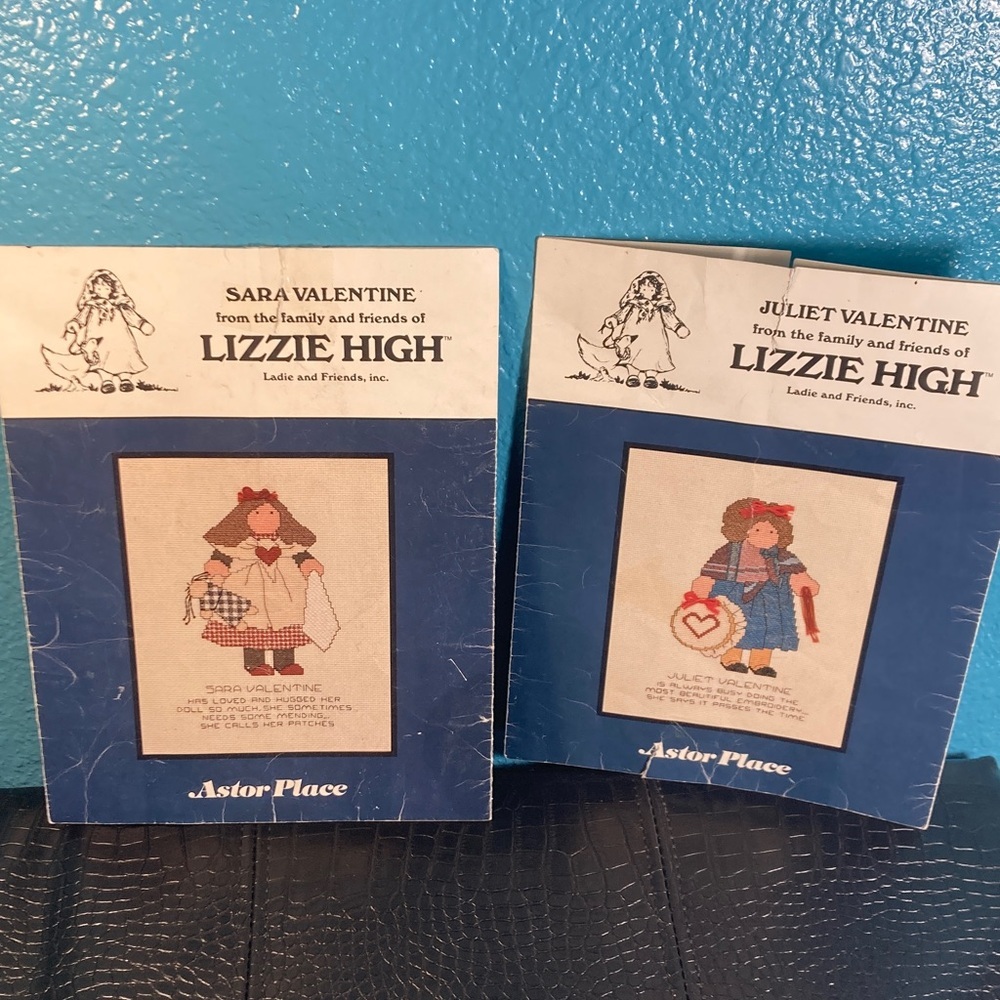 SARA VALENTINE
from the family and friends of
LIZZIE HIGH™
Ladie and Friends, inc.
SARA VALENTINE
HAS LOVED AND HUGGED HER
DOLL SO MUCH, SHE SOMETIMES
NEEDS SOME MENDING...
SHE CALLS HER PATCHES
Astor Place
JULIET VALENTINE
from the family and friends of
LIZZIE HIGH™
Ladie and Friends, inc.
JULIET VALENTINE
IS ALWAYS BUSY DOING THE
MOST BEAUTIFUL EMBROIDERY...
SHE SAYS IT PASSES THE TIME
Astor Place